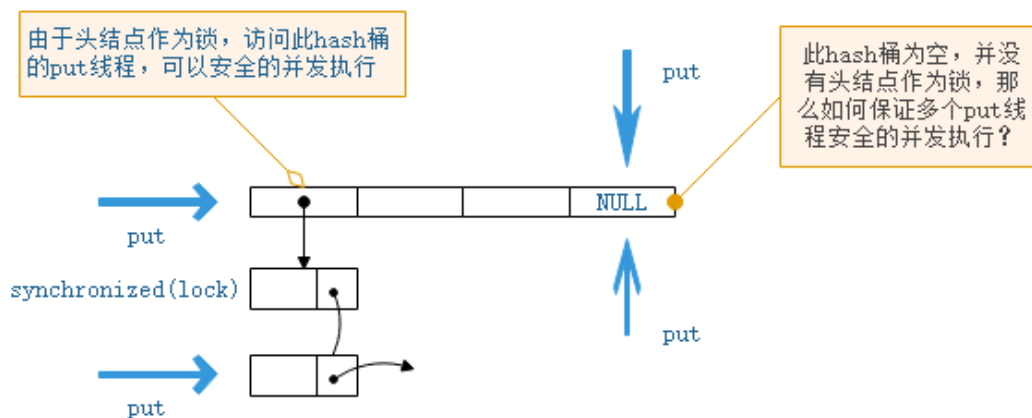 由于头结点作为锁，访问此hash桶
的put线程，可以安全的并发执行
put
此hash桶为空，并没
有头结点作为锁，那
么如何保证多个put线
程安全的并发执行？
NULL
put
synchronized(lock)
put
put